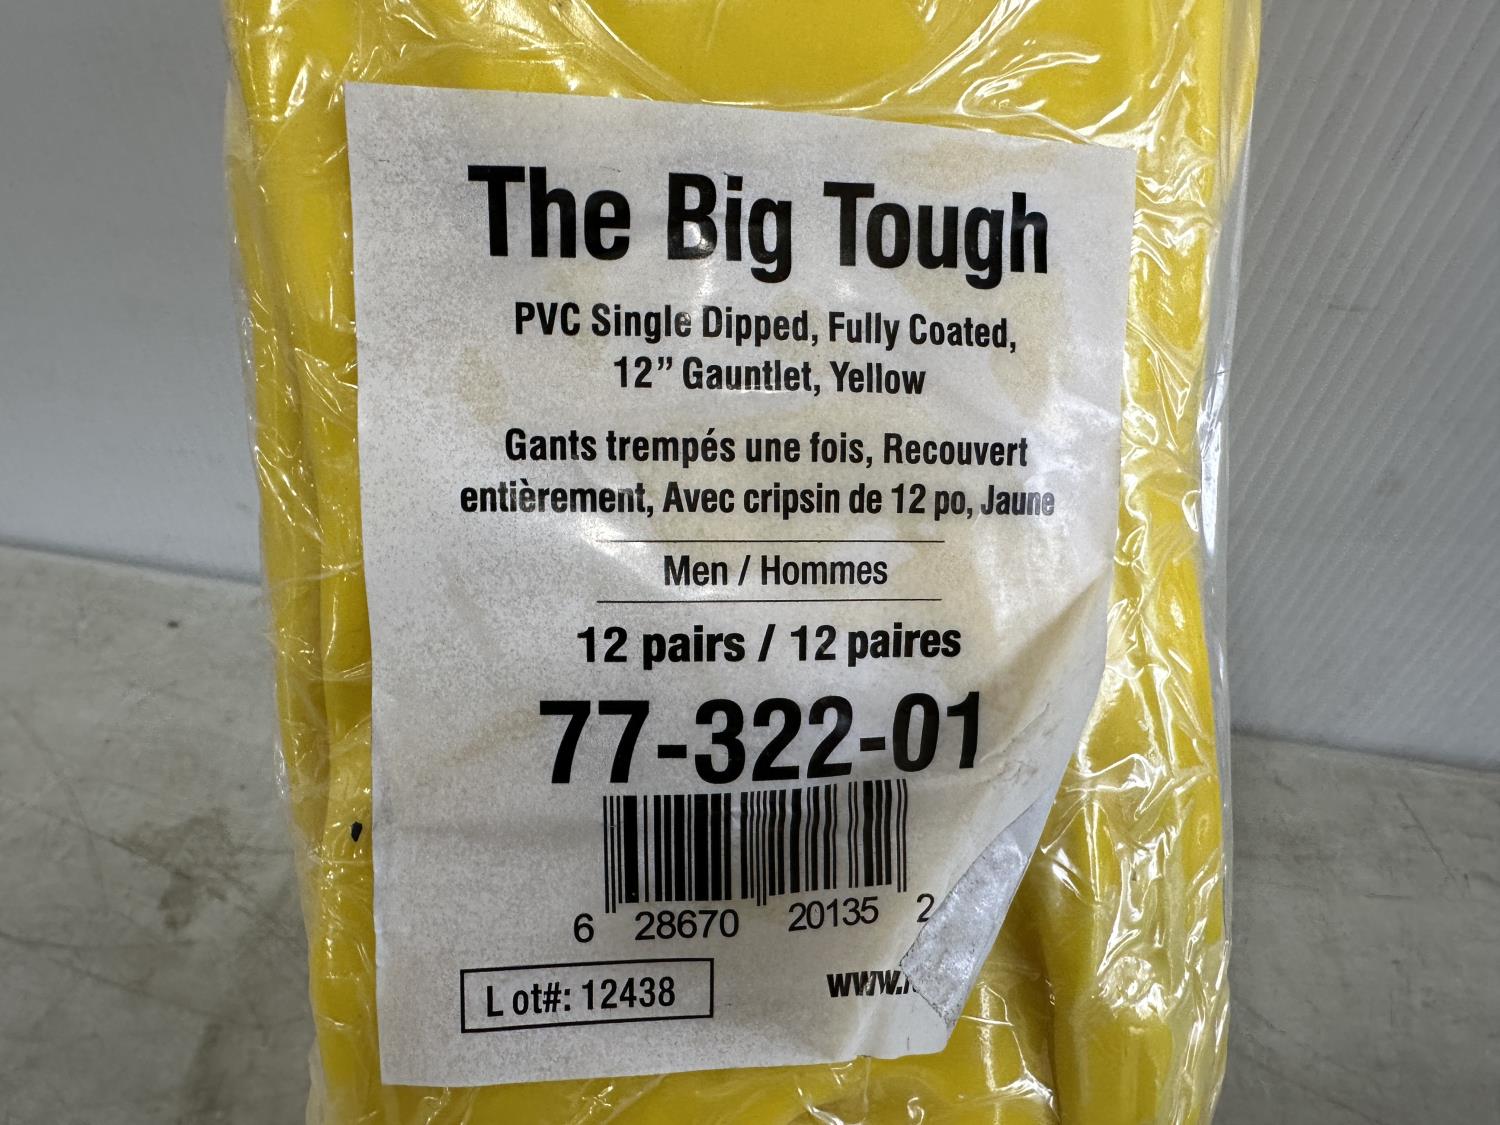 The Big Tough
PVC Single Dipped, Fully Coated,
12” Gauntlet, Yellow
Gants trempés une fois, Recouvert
entièrement, Avec cripsin de 12 po, Jaune
Men / Hommes
12 pairs / 12 paires
77-322-01
6 28670 20135 2
L ot#: 12438
www.